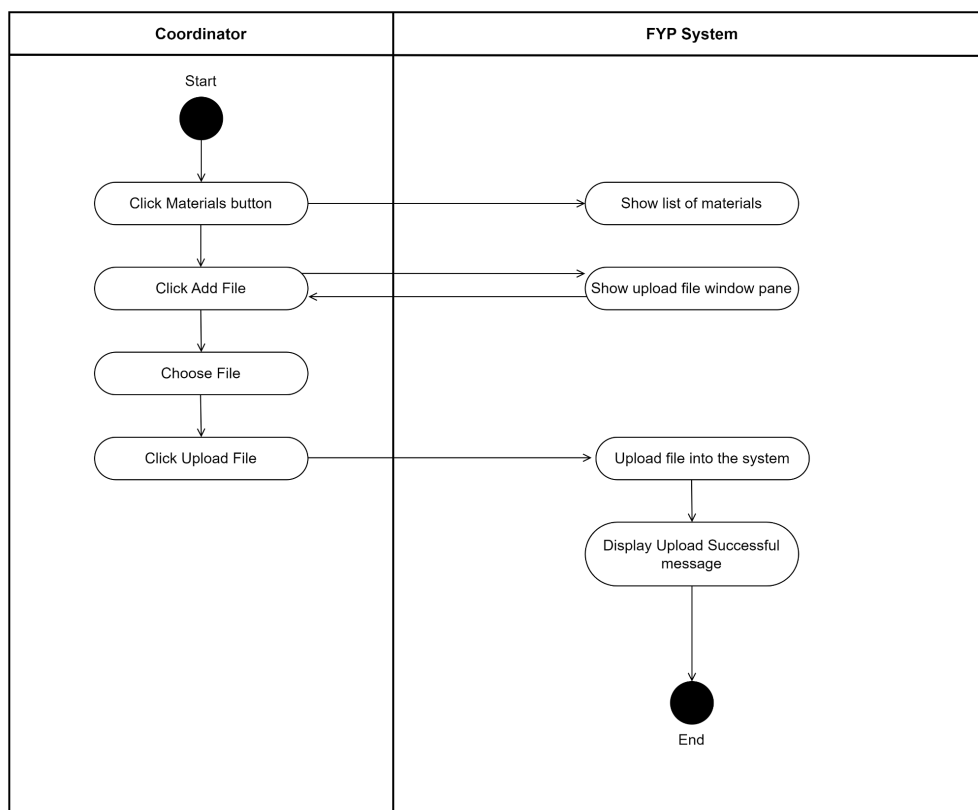 Coordinator
FYP System
Start
Click Materials button
Show list of materials
Click Add File
Show upload file window pane
Choose File
Click Upload File
Upload file into the system
Display Upload Successful
message
End